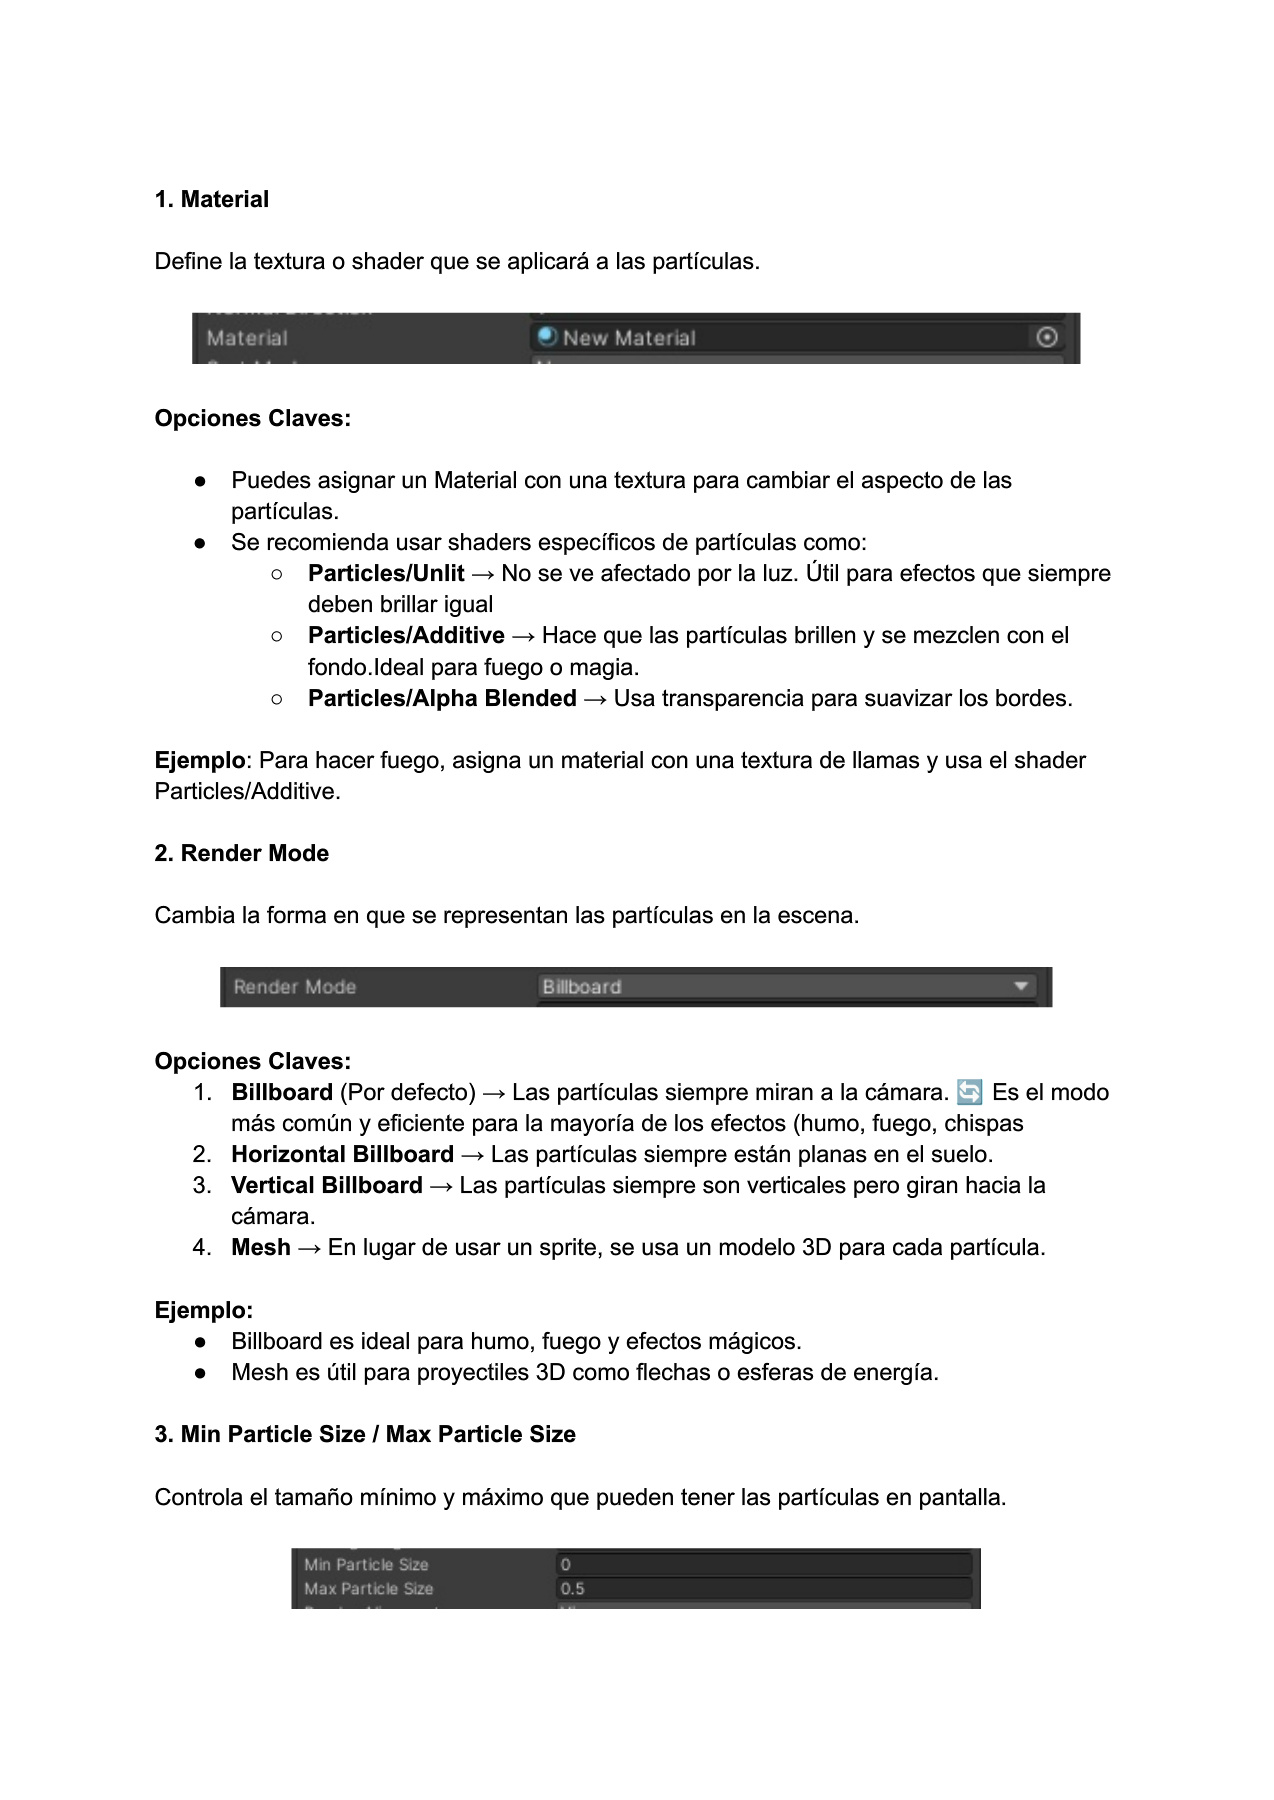 1. Material
Define la textura o shader que se aplicará a las partículas.
Material
New Material
Opciones Claves:
● Puedes asignar un Material con una textura para cambiar el aspecto de las
partículas.
● Se recomienda usar shaders específicos de partículas como:
○ Particles/Unlit → No se ve afectado por la luz. Útil para efectos que siempre
deben brillar igual
○ Particles/Additive → Hace que las partículas brillen y se mezclen con el
fondo.Ideal para fuego o magia.
○ Particles/Alpha Blended → Usa transparencia para suavizar los bordes.
Ejemplo: Para hacer fuego, asigna un material con una textura de llamas y usa el shader
Particles/Additive.
2. Render Mode
Cambia la forma en que se representan las partículas en la escena.
Render Mode
Billboard
Opciones Claves:
1. Billboard (Por defecto) → Las partículas siempre miran a la cámara. 🔄 Es el modo
más común y eficiente para la mayoría de los efectos (humo, fuego, chispas
2. Horizontal Billboard → Las partículas siempre están planas en el suelo.
3. Vertical Billboard → Las partículas siempre son verticales pero giran hacia la
cámara.
4. Mesh → En lugar de usar un sprite, se usa un modelo 3D para cada partícula.
Ejemplo:
● Billboard es ideal para humo, fuego y efectos mágicos.
● Mesh es útil para proyectiles 3D como flechas o esferas de energía.
3. Min Particle Size / Max Particle Size
Controla el tamaño mínimo y máximo que pueden tener las partículas en pantalla.
Min Particle Size 0
Max Particle Size 0.5